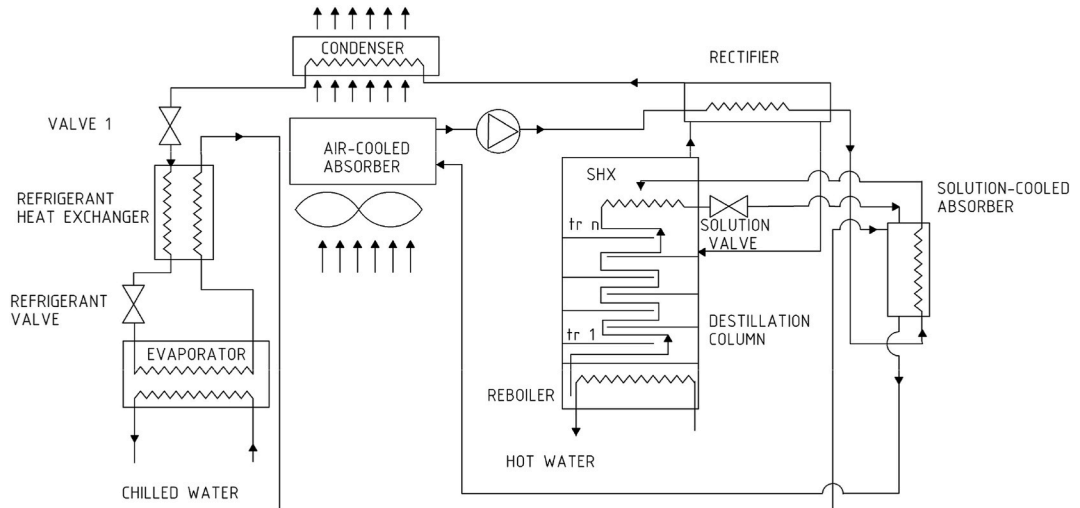 CONDENSER
RECTIFIER
VALVE 1
AIR-COOLED
ABSORBER
SHX
REFRIGERANT
HEAT EXCHANGER
SOLUTION-COOLED
ABSORBER
tr n
SOLUTION
VALVE
REFRIGERANT
VALVE
tr 1
DESTILLATION
COLUMN
EVAPORATOR
REBOILER
HOT WATER
CHILLED WATER